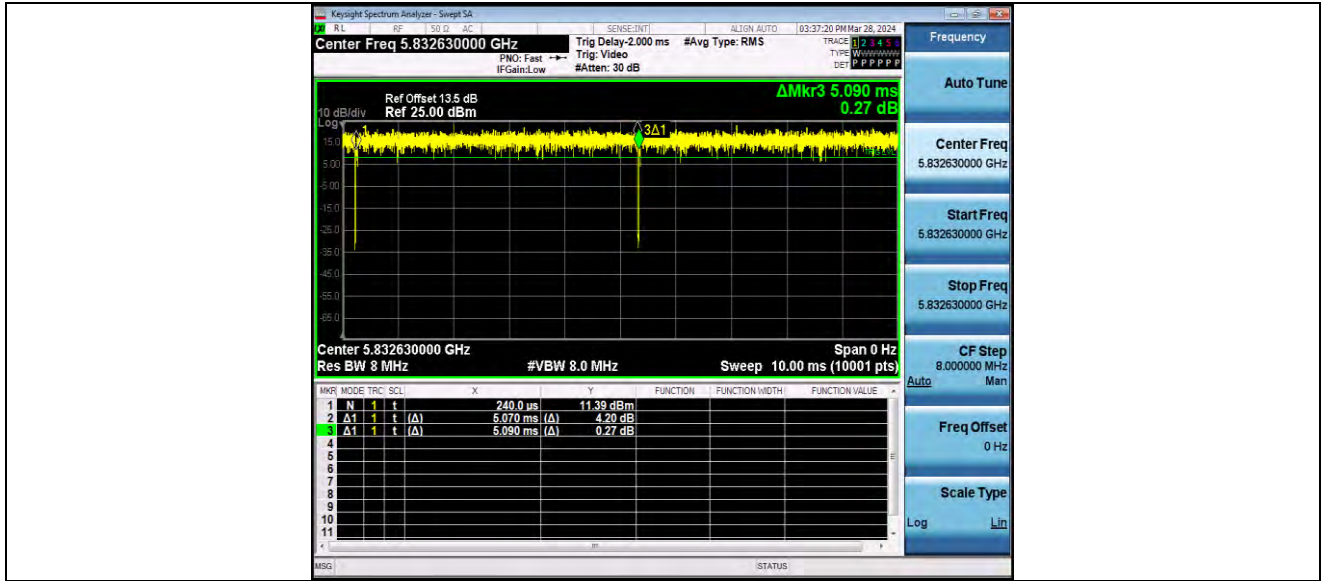 Keysight Spectrum Analyzer - Swept SA
RL RF 50 Ω AC SENSE:INT ALIGN AUTO 03:37:20 PM Mar 28, 2024
Center Freq 5.832630000 GHz
PNO: Fast
IFGain:Low
Trig Delay-2.000 ms
Trig: Video
#Atten: 30 dB
#Avg Type: RMS
TRACE 1 2 3 4 5 6
TYPE
DET P P P P P P
ΔMkr3 5.090 ms
0.27 dB
Ref Offset 13.5 dB
10 dB/div Ref 25.00 dBm
Log
1
3Δ1
15.0
5.00
-5.00
-15.0
-25.0
-35.0
-45.0
-55.0
-65.0
Center 5.832630000 GHz Span 0 Hz
Res BW 8 MHz #VBW 8.0 MHz Sweep 10.00 ms (10001 pts)
MKR MODE TRC SCL X Y FUNCTION FUNCTION WIDTH FUNCTION VALUE
1 N 1 t 240.0 µs 11.39 dBm
2 Δ1 1 t (Δ) 5.070 ms (Δ) 4.20 dB
3 Δ1 1 t (Δ) 5.090 ms (Δ) 0.27 dB
4
5
6
7
8
9
10
11
MSG STATUS
Frequency
Auto Tune
Center Freq
5.832630000 GHz
Start Freq
5.832630000 GHz
Stop Freq
5.832630000 GHz
CF Step
8.000000 MHz
Auto Man
Freq Offset
0 Hz
Scale Type
Log Lin